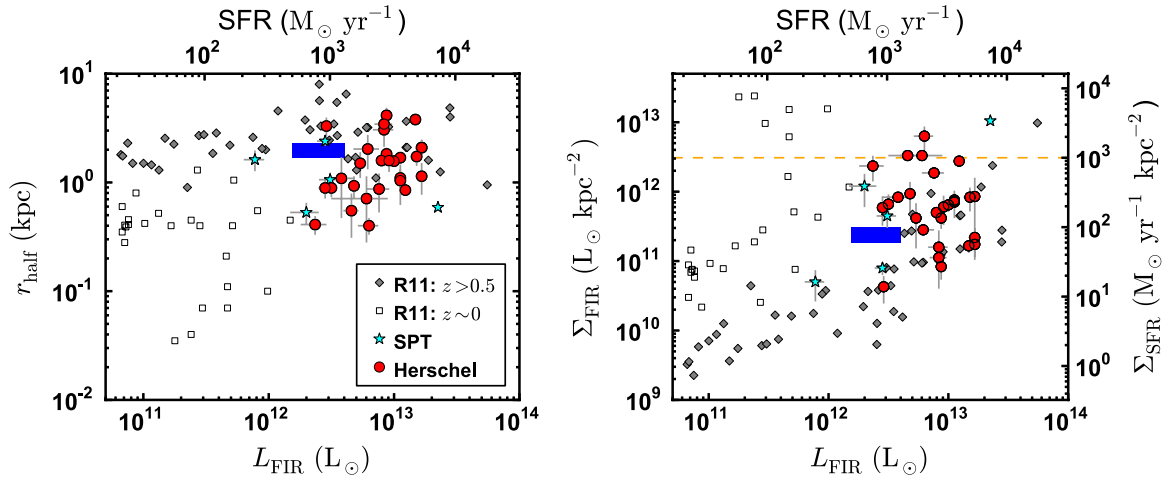 SFR (M⊙ yr⁻¹)
10² 10³ 10⁴
10¹
10⁰
10⁻¹
10⁻²
r_half (kpc)
R11: z>0.5
R11: z∼0
SPT
Herschel
10¹¹ 10¹² 10¹³ 10¹⁴
L_FIR (L⊙)
SFR (M⊙ yr⁻¹)
10² 10³ 10⁴
10¹³
10¹²
10¹¹
10¹⁰
10⁹
Σ_FIR (L⊙ kpc⁻²)
10⁴
10³
10²
10¹
10⁰
Σ_SFR (M⊙ yr⁻¹ kpc⁻²)
10¹¹ 10¹² 10¹³ 10¹⁴
L_FIR (L⊙)